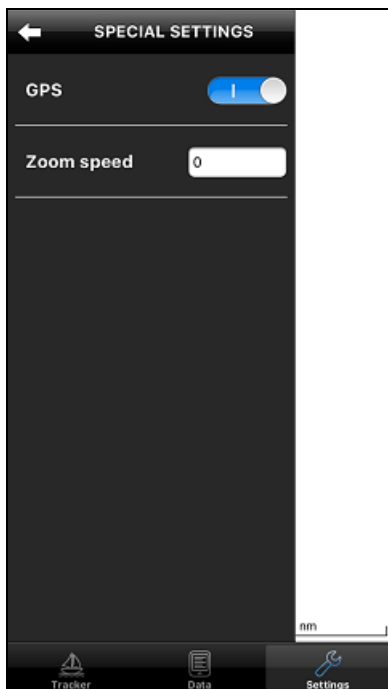 SPECIAL SETTINGS
GPS
Zoom speed
0
nm
Tracker
Data
Settings